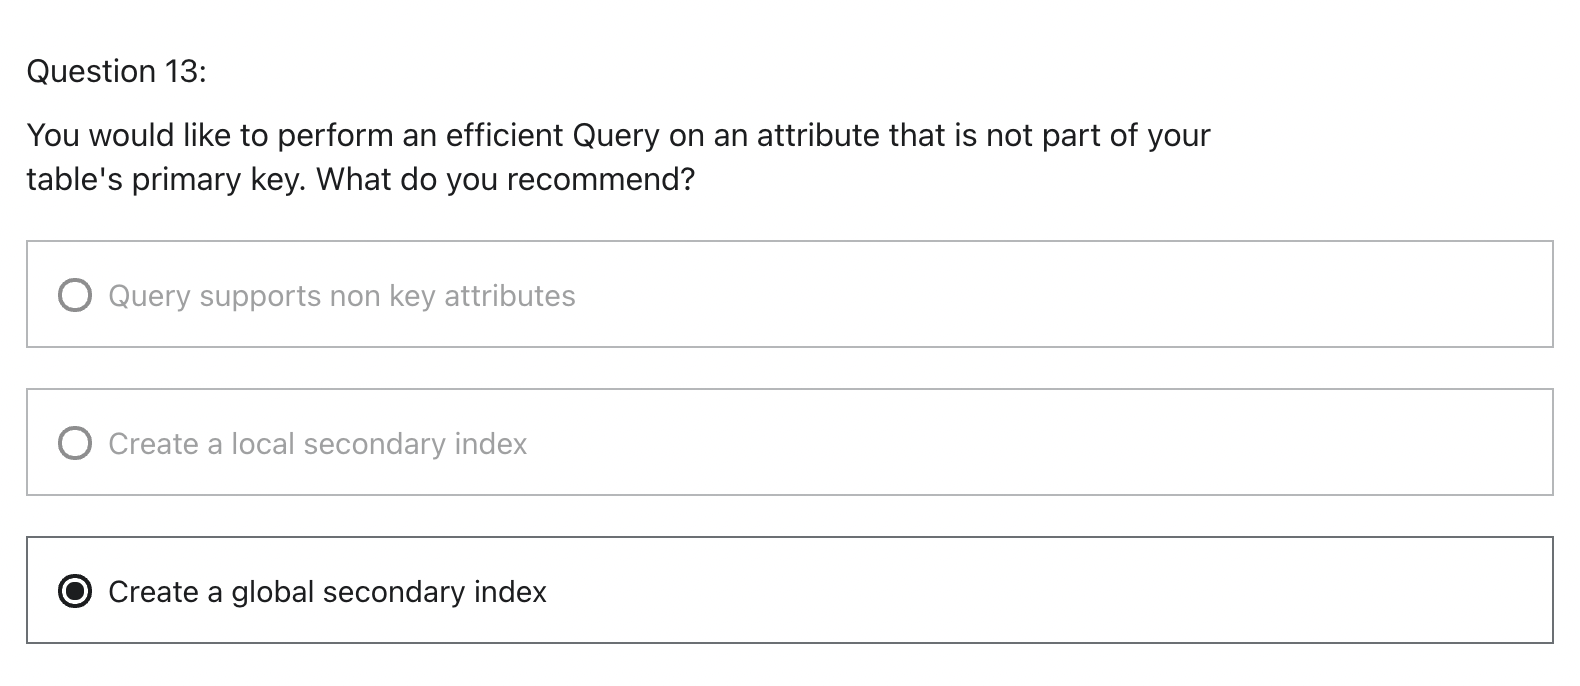 Question 13:
You would like to perform an efficient Query on an attribute that is not part of your
table's primary key. What do you recommend?
Query supports non key attributes
Create a local secondary index
Create a global secondary index